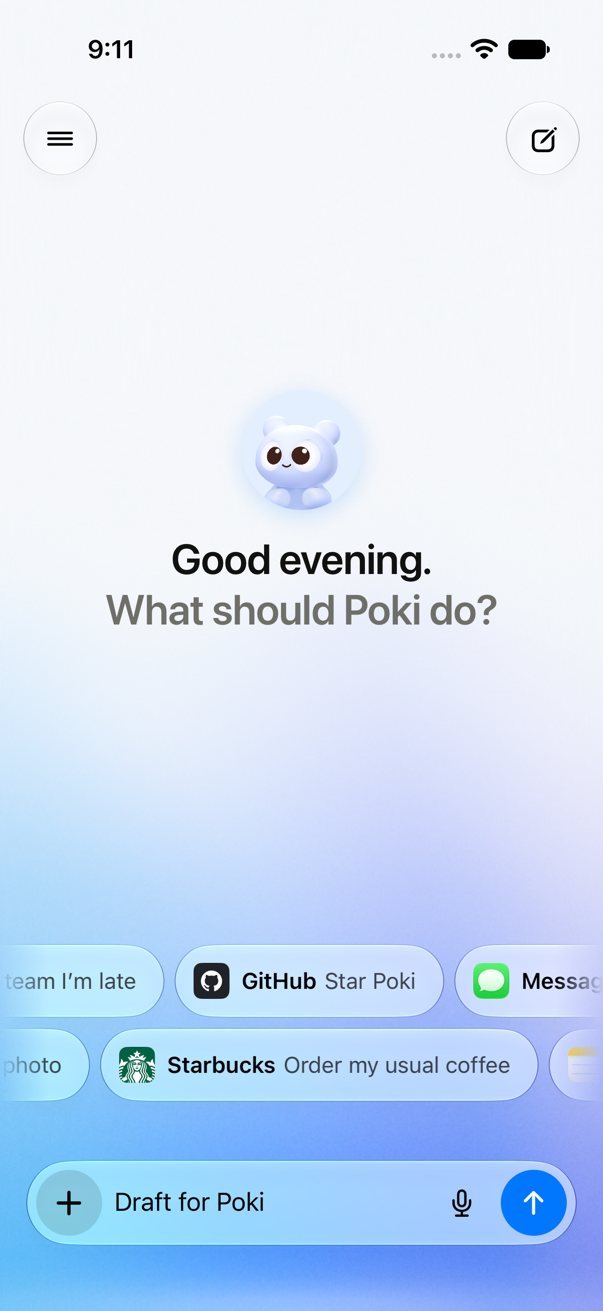 9:11
Good evening.
What should Poki do?
team I’m late
GitHub Star Poki
Messag
photo
Starbucks Order my usual coffee
Draft for Poki